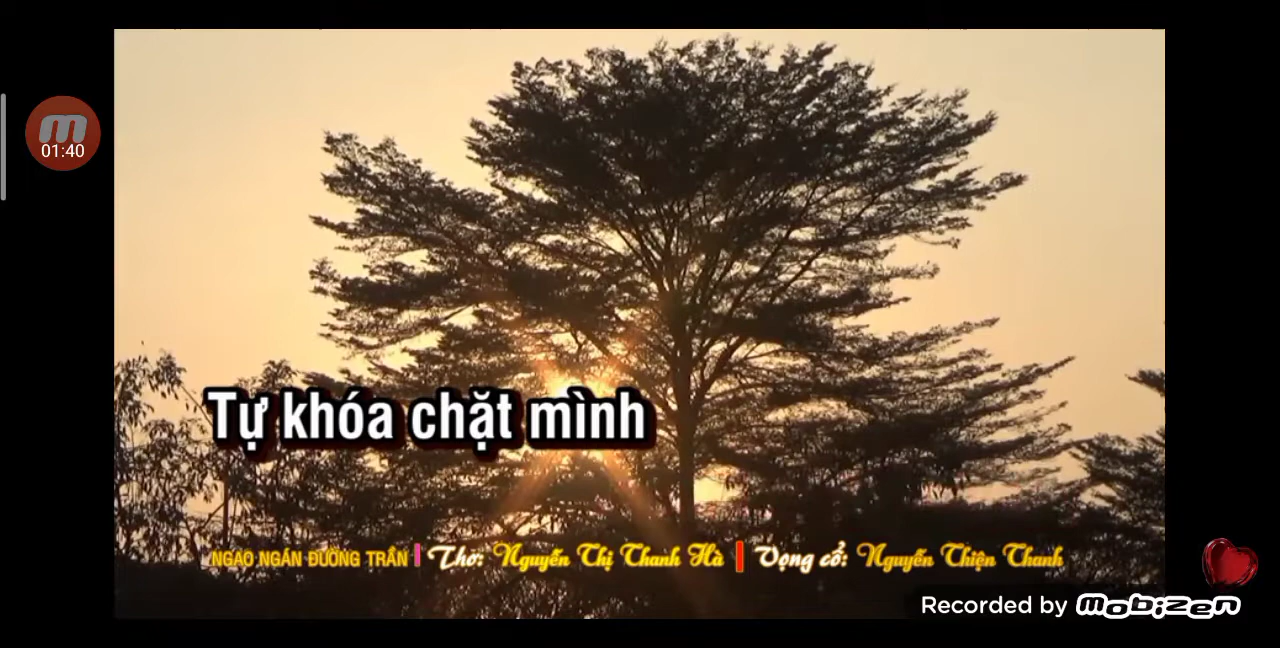 m
01:40
Tự khóa chặt mình
NGAO NGÁN ĐƯỜNG TRẦN | Thơ: Nguyễn Thị Thanh Hà | Vọng cổ: Nguyễn Thiện Thanh
Recorded by mobizen